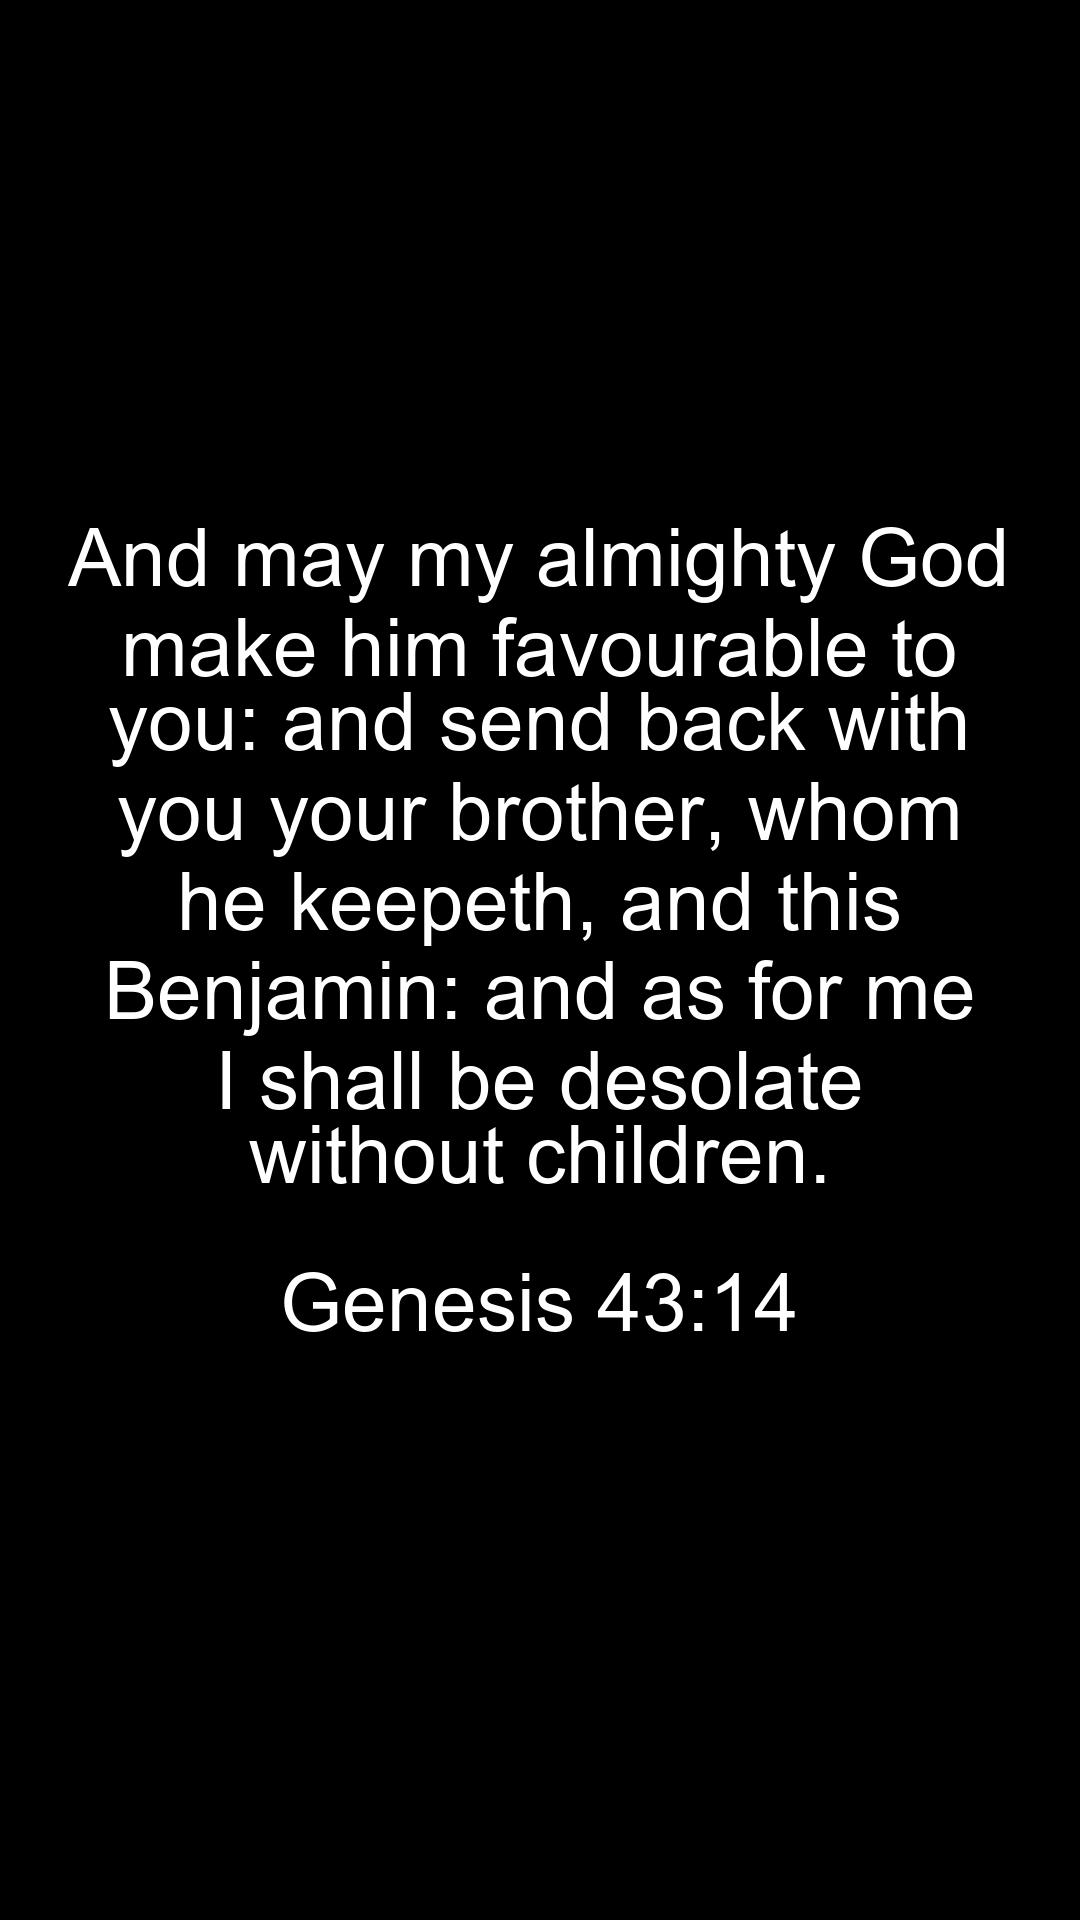 And may my almighty God
make him favourable to
you: and send back with
you your brother, whom
he keepeth, and this
Benjamin: and as for me
I shall be desolate
without children.
Genesis 43:14